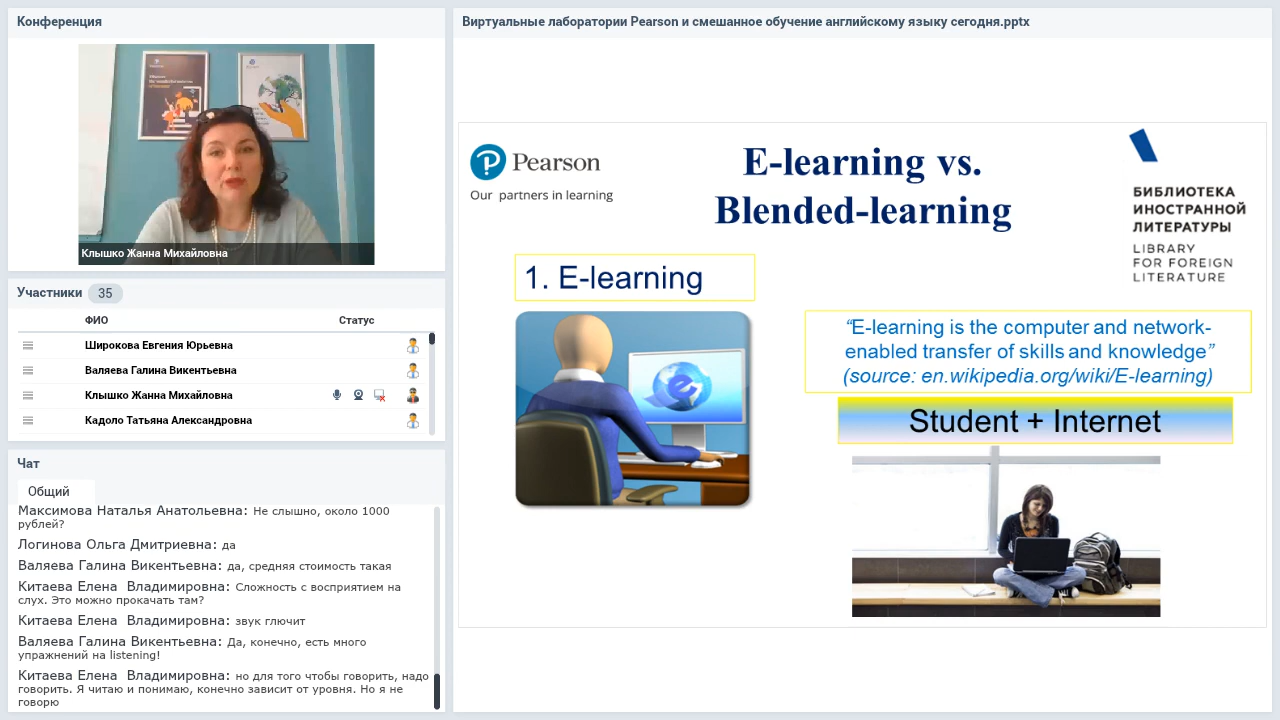 Конференция
Клышко Жанна Михайловна
Участники 35
ФИО Статус
Широкова Евгения Юрьевна
Валяева Галина Викентьевна
Клышко Жанна Михайловна
Кадоло Татьяна Александровна
Чат
Общий
Максимова Наталья Анатольевна: Не слышно, около 1000
рублей?
Логинова Ольга Дмитриевна: да
Валяева Галина Викентьевна: да, средняя стоимость такая
Китаева Елена  Владимировна: Сложность с восприятием на
слух. Это можно прокачать там?
Китаева Елена  Владимировна: звук глючит
Валяева Галина Викентьевна: Да, конечно, есть много
упражнений на listening!
Китаева Елена  Владимировна: но для того чтобы говорить, надо
говорить. Я читаю и понимаю, конечно зависит от уровня. Но я не
говорю
Виртуальные лаборатории Pearson и смешанное обучение английскому языку сегодня.pptx
Pearson
Our partners in learning
E-learning vs.
Blended-learning
БИБЛИОТЕКА
ИНОСТРАННОЙ
ЛИТЕРАТУРЫ
LIBRARY
FOR FOREIGN
LITERATURE
1. E-learning
“E-learning is the computer and network-
enabled transfer of skills and knowledge”
(source: en.wikipedia.org/wiki/E-learning)
Student + Internet